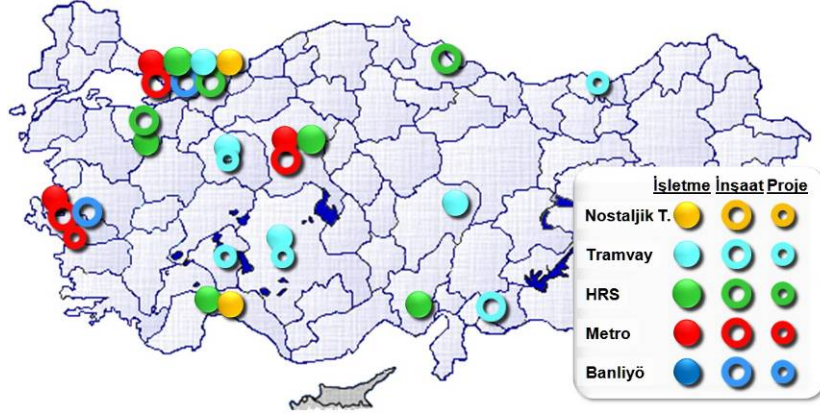 İşletme İnşaat Proje
Nostaljik T.
Tramvay
HRS
Metro
Banliyö